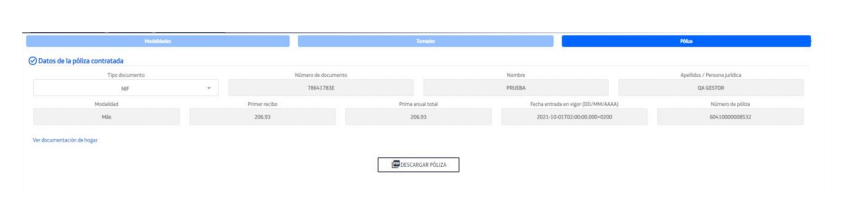 Modalidades Tomador Póliza
Datos de la póliza contratada
Tipo documento Número de documento Nombre Apellidos / Persona jurídica
NIF 78641783E PRUEBA QA GESTOR
Modalidad Primer recibo Prima anual total Fecha entrada en vigor (DD/MM/AAAA) Número de póliza
Más 206.93 206.93 2021-10-01T02:00:00.000+0200 60410000008532
Ver documentación de hogar
DESCARGAR PÓLIZA